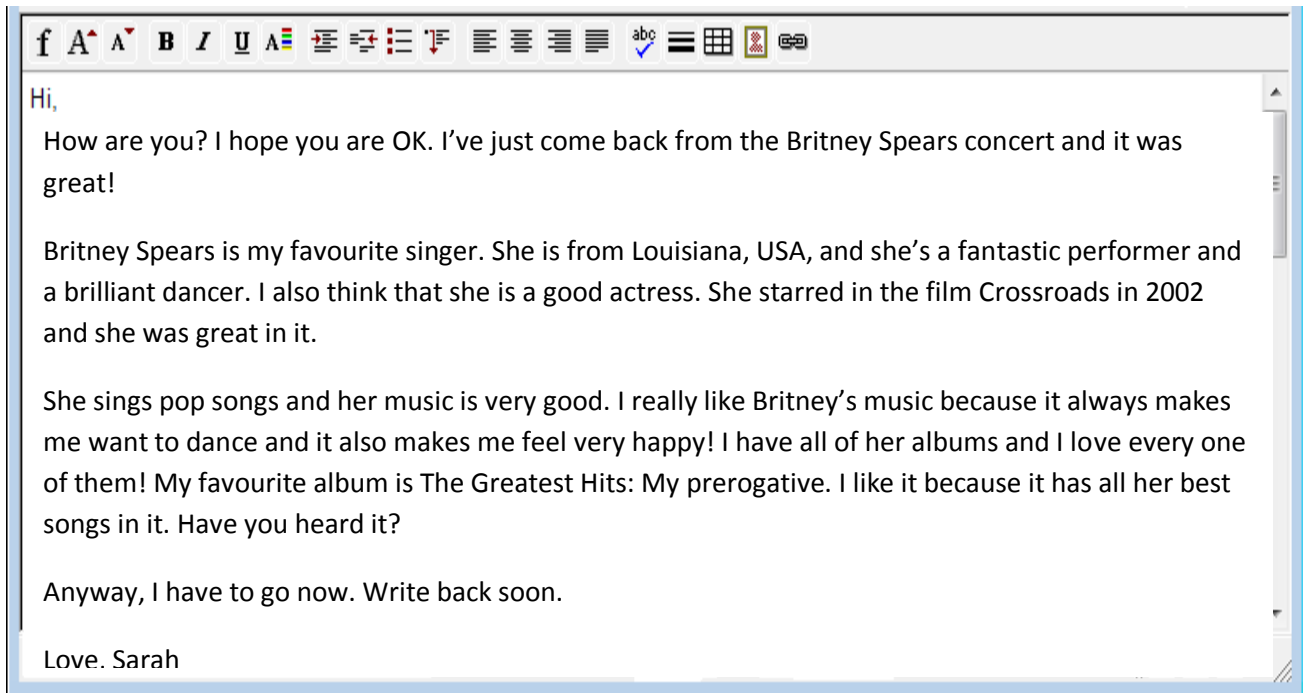 f A A B I U A abc
Hi,
How are you? I hope you are OK. I’ve just come back from the Britney Spears concert and it was
great!
Britney Spears is my favourite singer. She is from Louisiana, USA, and she’s a fantastic performer and
a brilliant dancer. I also think that she is a good actress. She starred in the film Crossroads in 2002
and she was great in it.
She sings pop songs and her music is very good. I really like Britney’s music because it always makes
me want to dance and it also makes me feel very happy! I have all of her albums and I love every one
of them! My favourite album is The Greatest Hits: My prerogative. I like it because it has all her best
songs in it. Have you heard it?
Anyway, I have to go now. Write back soon.
Love, Sarah